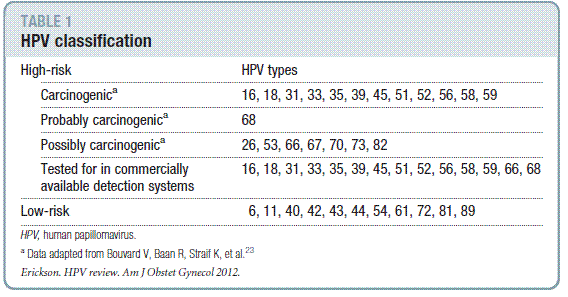 TABLE 1
HPV classification
High-risk HPV types
Carcinogenicᵃ 16, 18, 31, 33, 35, 39, 45, 51, 52, 56, 58, 59
Probably carcinogenicᵃ 68
Possibly carcinogenicᵃ 26, 53, 66, 67, 70, 73, 82
Tested for in commercially 16, 18, 31, 33, 35, 39, 45, 51, 52, 56, 58, 59, 66, 68
available detection systems
Low-risk 6, 11, 40, 42, 43, 44, 54, 61, 72, 81, 89
HPV, human papillomavirus.
ᵃ Data adapted from Bouvard V, Baan R, Straif K, et al.²³
Erickson. HPV review. Am J Obstet Gynecol 2012.